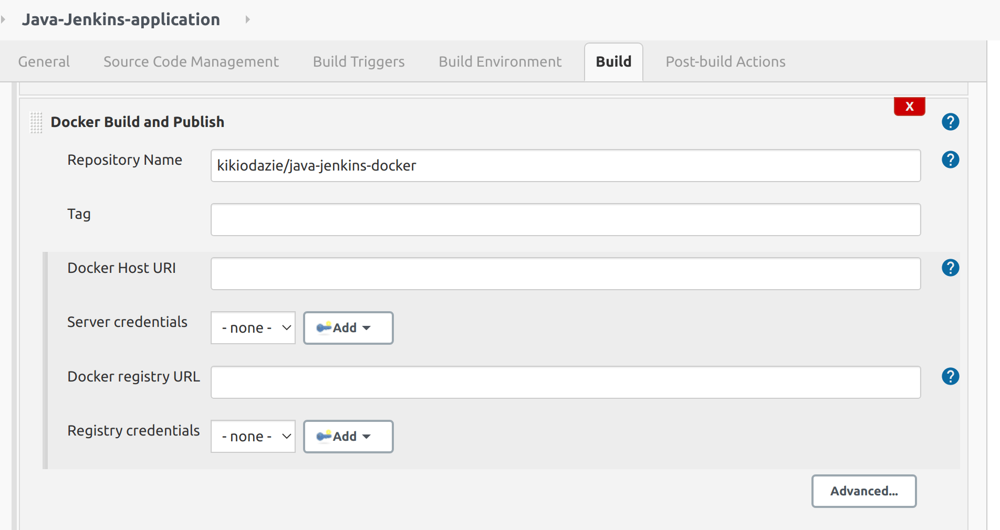 Java-Jenkins-application
General Source Code Management Build Triggers Build Environment Build Post-build Actions
X
Docker Build and Publish ?
Repository Name kikiodazie/java-jenkins-docker ?
Tag
Docker Host URI ?
Server credentials - none - Add
Docker registry URL ?
Registry credentials - none - Add
Advanced...